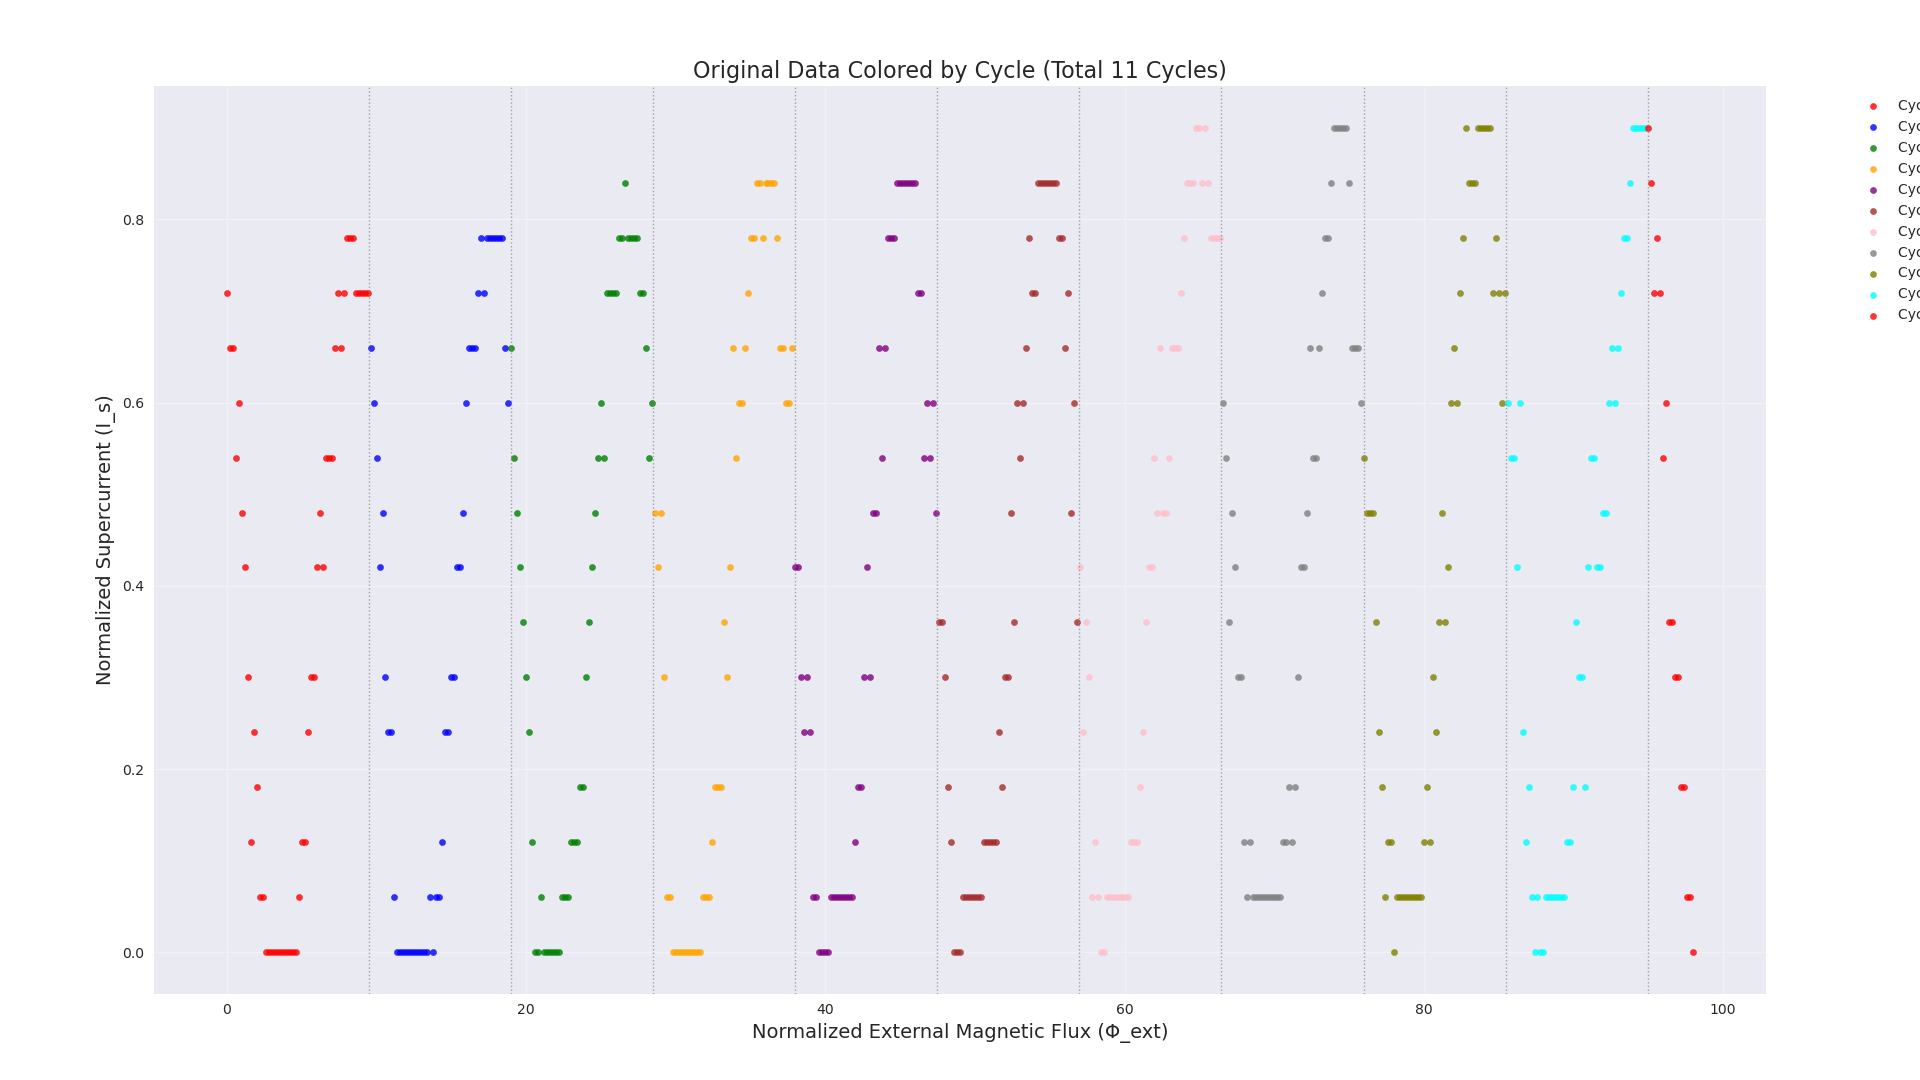 Original Data Colored by Cycle (Total 11 Cycles)
Normalized Supercurrent (I_s)
0.8
0.6
0.4
0.2
0.0
0
20
40
60
80
100
Normalized External Magnetic Flux (Φ_ext)
Cyc
Cyc
Cyc
Cyc
Cyc
Cyc
Cyc
Cyc
Cyc
Cyc
Cyc